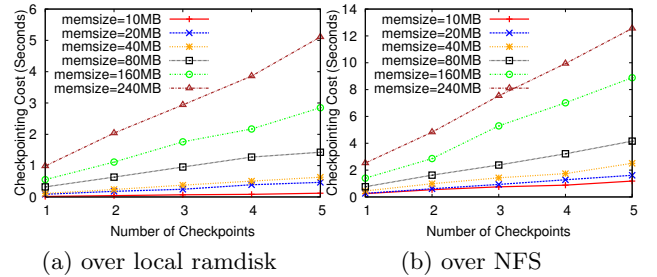 Checkpointing Cost (Seconds)
6
5
4
3
2
1
0
memsize=10MB
memsize=20MB
memsize=40MB
memsize=80MB
memsize=160MB
memsize=240MB
1 2 3 4 5
Number of Checkpoints
(a) over local ramdisk
Checkpointing Cost (Seconds)
14
12
10
8
6
4
2
0
memsize=10MB
memsize=20MB
memsize=40MB
memsize=80MB
memsize=160MB
memsize=240MB
1 2 3 4 5
Number of Checkpoints
(b) over NFS